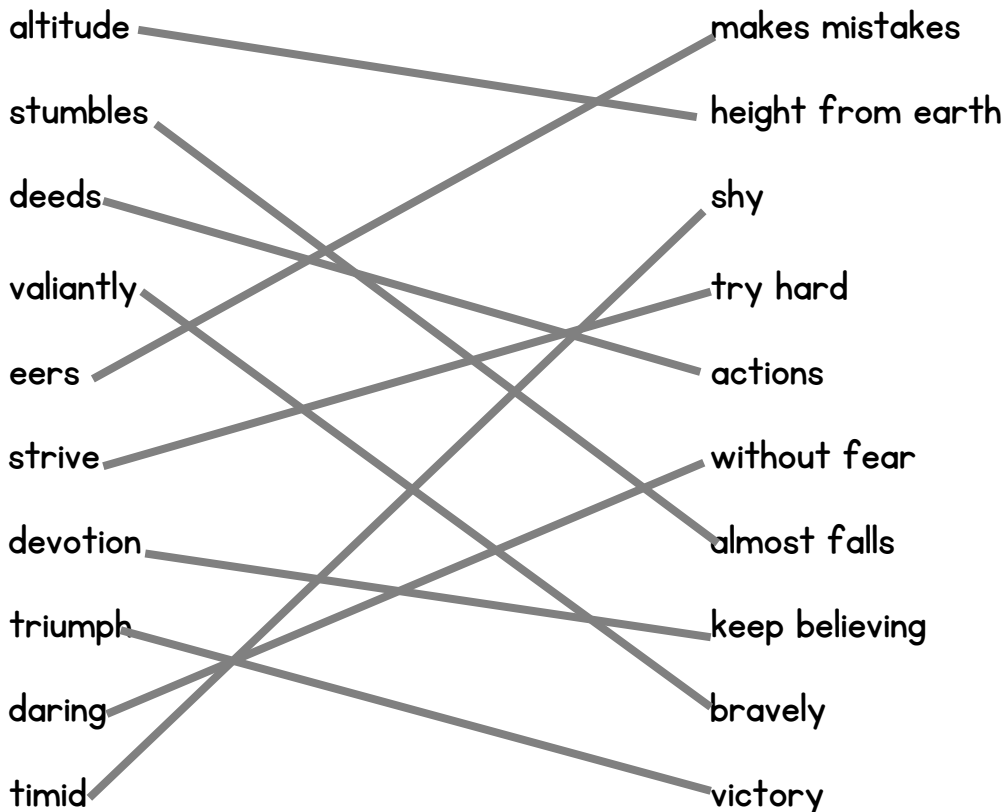 altitude makes mistakes
stumbles height from earth
deeds shy
valiantly try hard
eers actions
strive without fear
devotion almost falls
triumph keep believing
daring bravely
timid victory